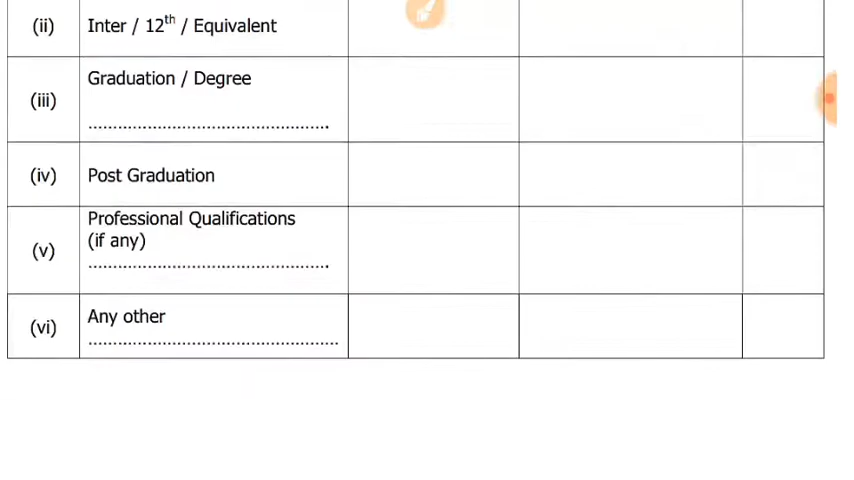 (ii) Inter / 12th / Equivalent
(iii) Graduation / Degree
................................................
(iv) Post Graduation
(v) Professional Qualifications
(if any)
................................................
(vi) Any other
..................................................